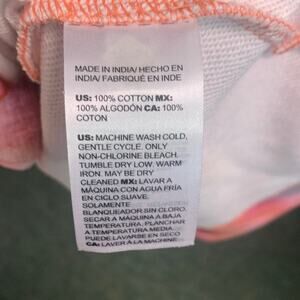 MADE IN INDIA/ HECHO EN
INDIA/ FABRIQUÉ EN INDE
US: 100% COTTON MX:
100% ALGODÓN CA: 100%
COTON
US: MACHINE WASH COLD,
GENTLE CYCLE. ONLY
NON-CHLORINE BLEACH.
TUMBLE DRY LOW. WARM
IRON. MAY BE DRY
CLEANED MX: LAVAR A
MÁQUINA CON AGUA FRÍA
EN CICLO SUAVE.
SOLAMENTE
BLANQUEADOR SIN CLORO.
SECAR A MÁQUINA A BAJA
TEMPERATURA. PLANCHAR
A TEMPERATURA MEDIA.
PUEDE LAVARSE EN SECO
CA: LAVER À LA MACHINE